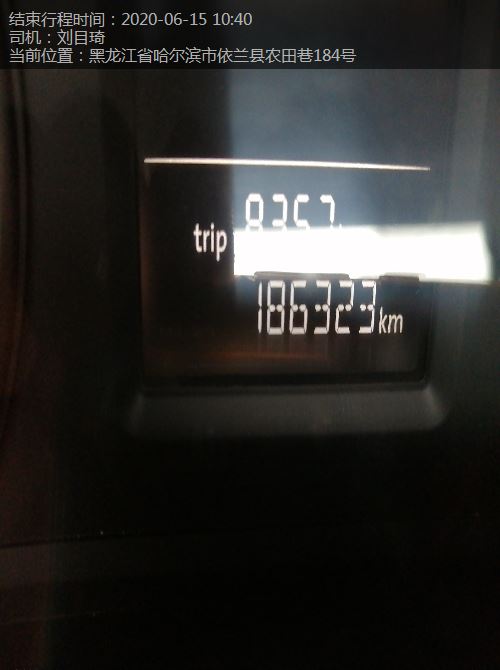 结束行程时间：2020-06-15 10:40
司机：刘目琦
当前位置：黑龙江省哈尔滨市依兰县农田巷184号
trip
186323km